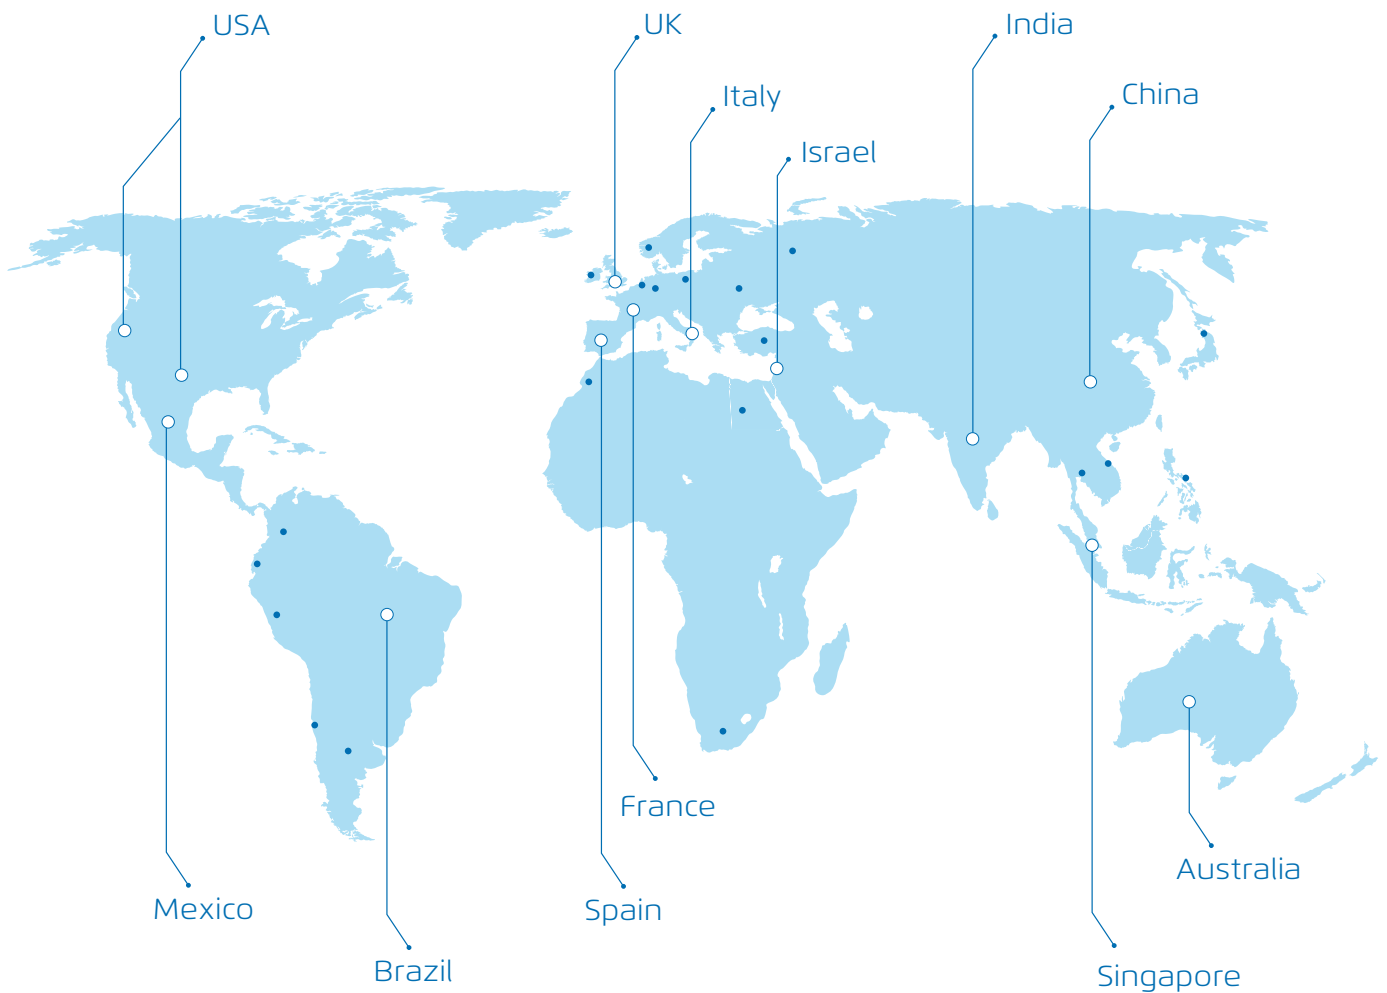 USA
UK
India
China
Italy
Israel
France
Australia
Mexico
Spain
Brazil
Singapore